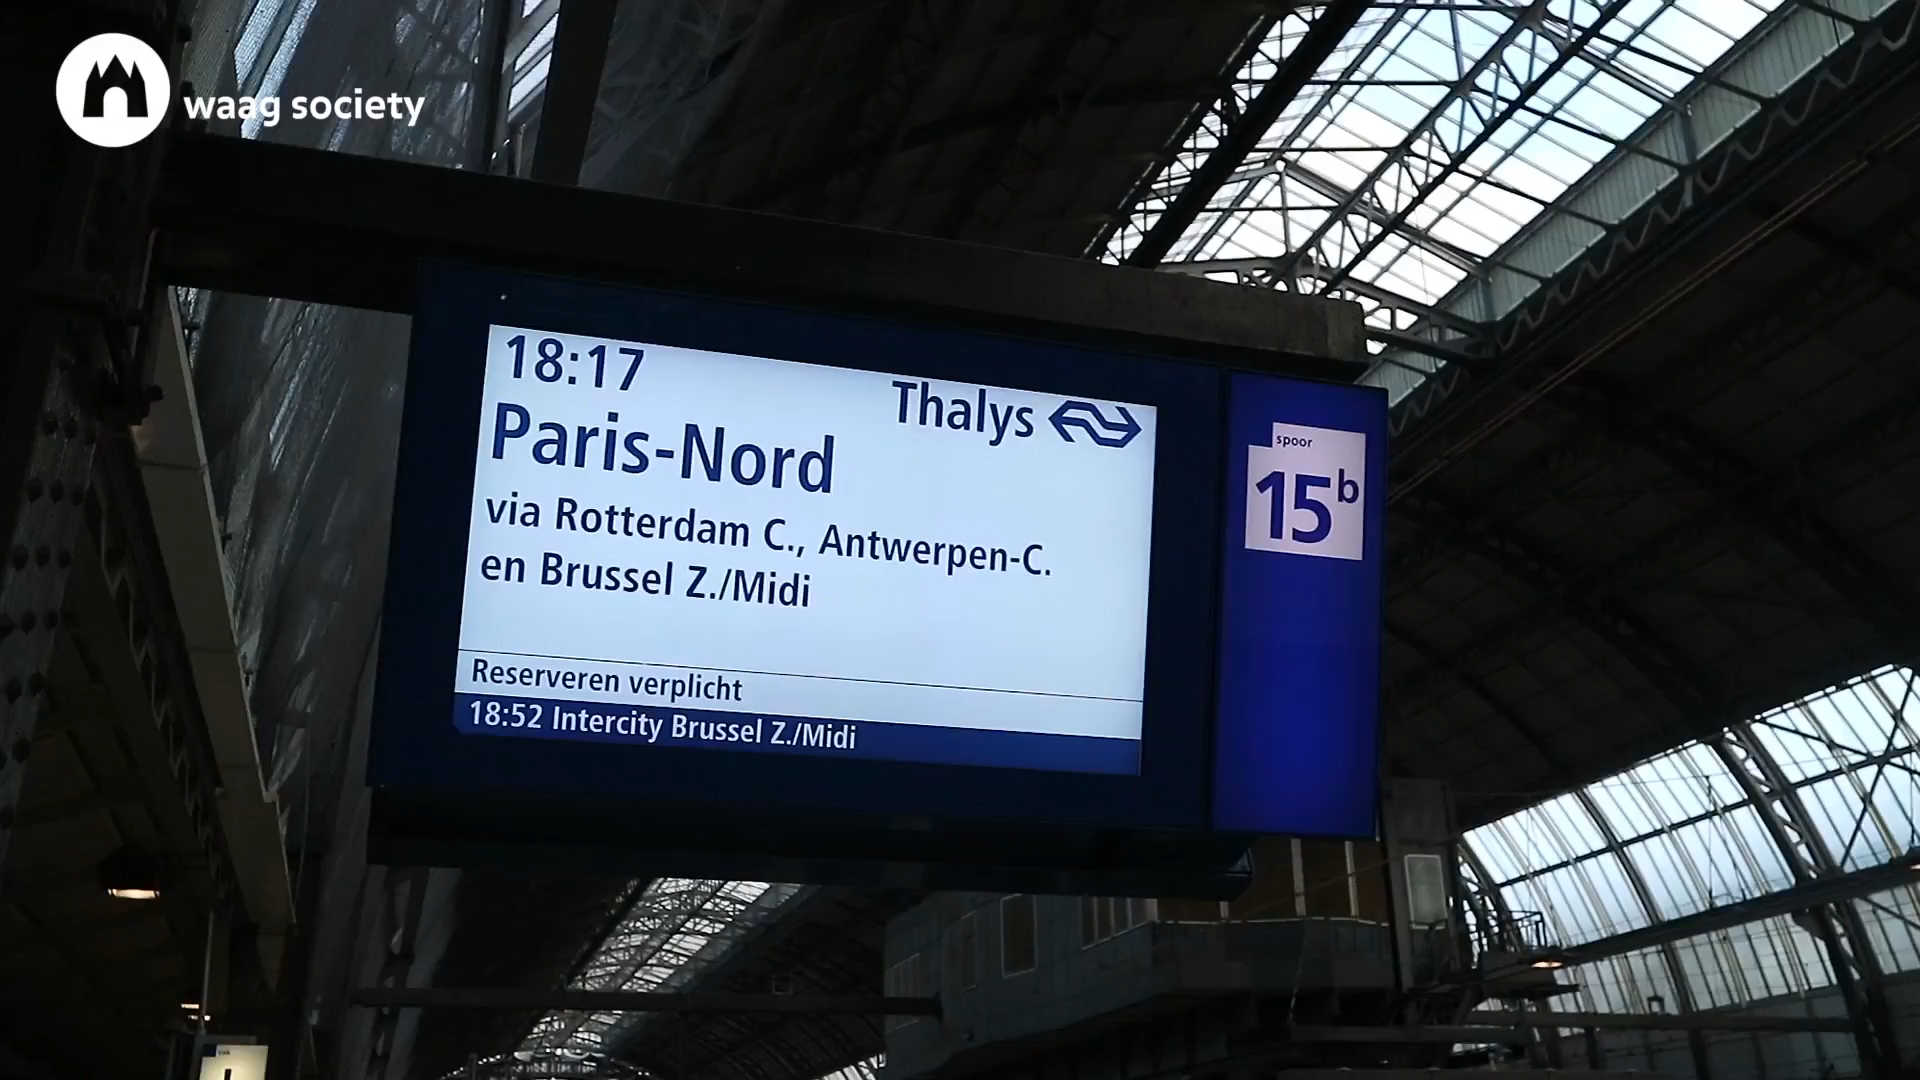 waag society
18:17
Thalys
Paris-Nord
via Rotterdam C., Antwerpen-C.
en Brussel Z./Midi
Reserveren verplicht
18:52 Intercity Brussel Z./Midi
spoor
15b